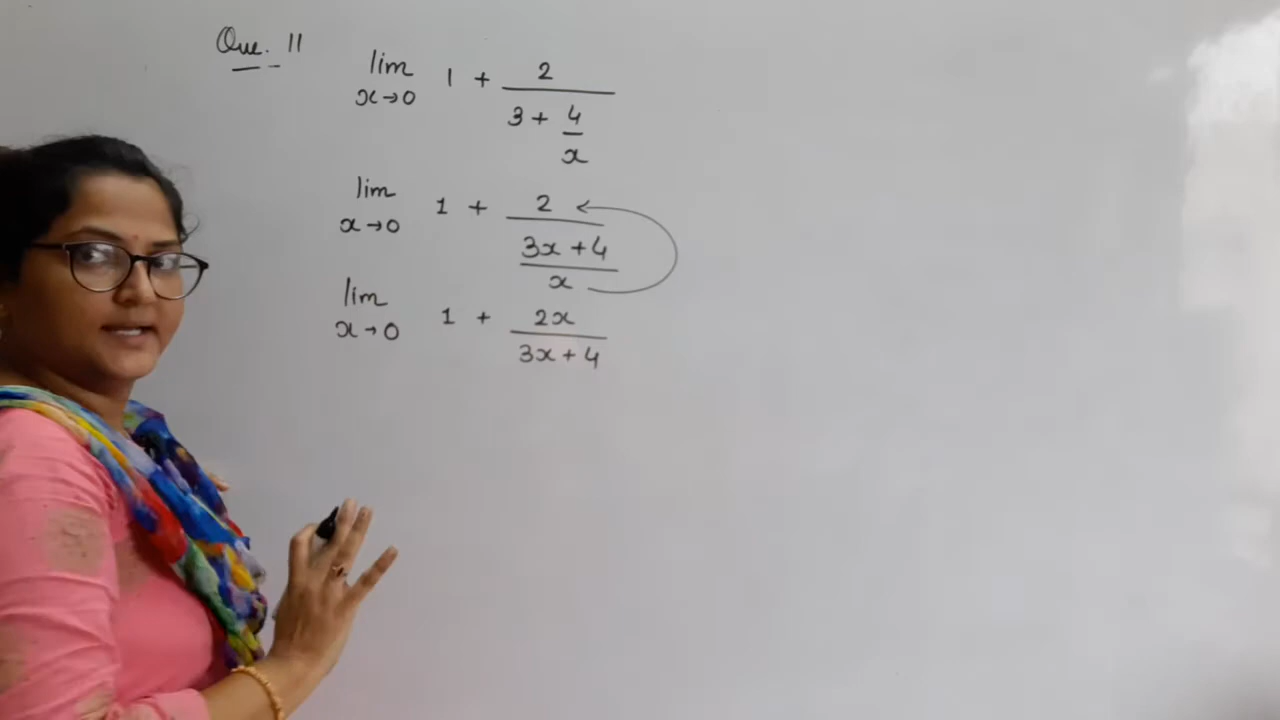 Que. 11
lim 1 + 2
x→0 3 + 4
x
lim 1 + 2
x→0 3x + 4
x
lim 1 + 2x
x→0 3x + 4